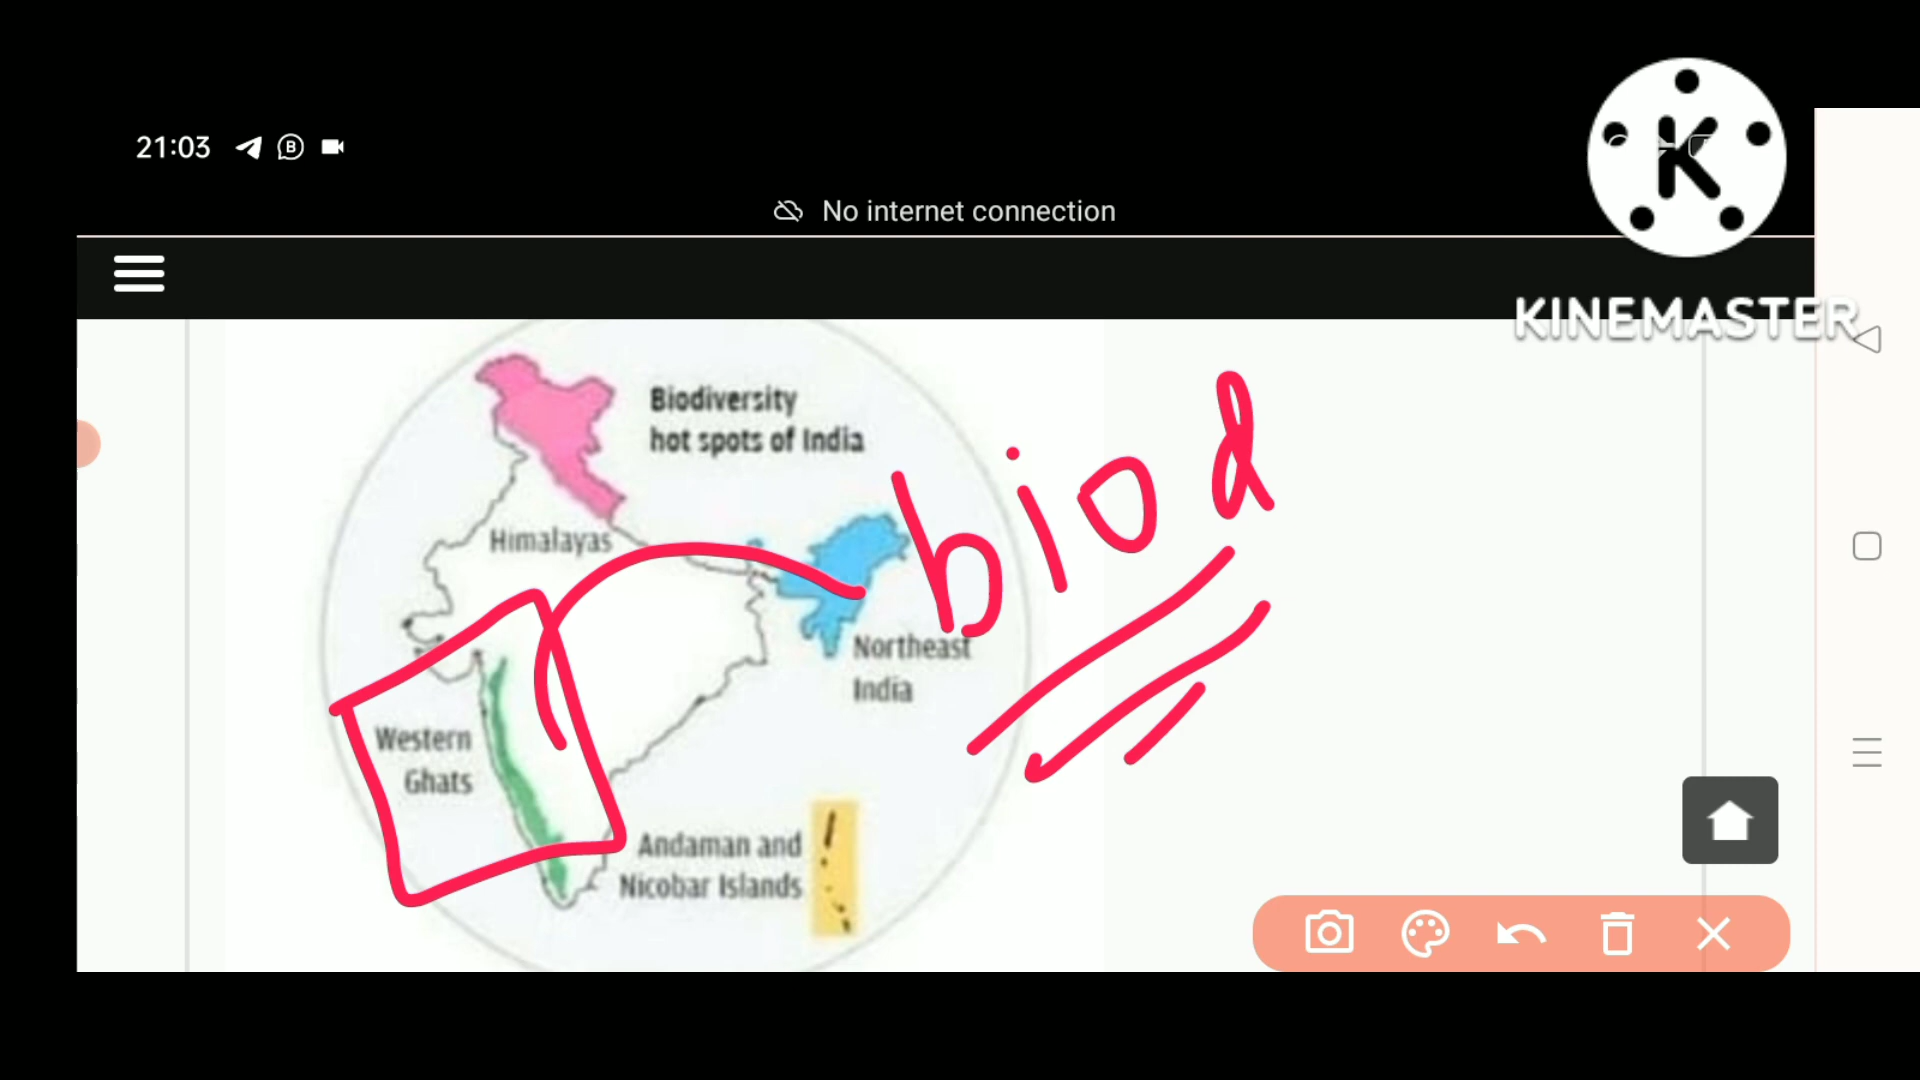 21:03
No internet connection
K
KINEMASTER
Biodiversity
hot spots of India
biod
Himalayas
Northeast
India
Western
Ghats
Andaman and
Nicobar Islands